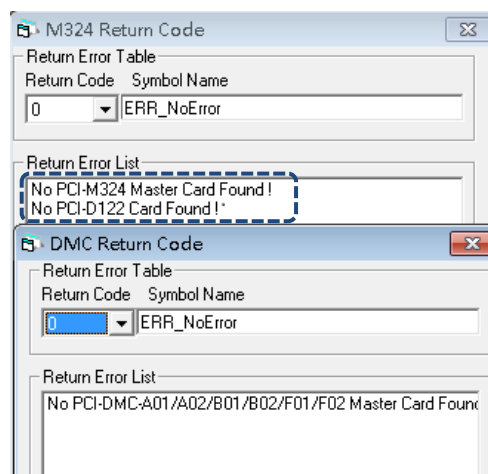 M324 Return Code
Return Error Table
Return Code Symbol Name
0 ERR_NoError
Return Error List
No PCI-M324 Master Card Found !
No PCI-D122 Card Found !"
DMC Return Code
Return Error Table
Return Code Symbol Name
0 ERR_NoError
Return Error List
No PCI-DMC-A01/A02/B01/B02/F01/F02 Master Card Found